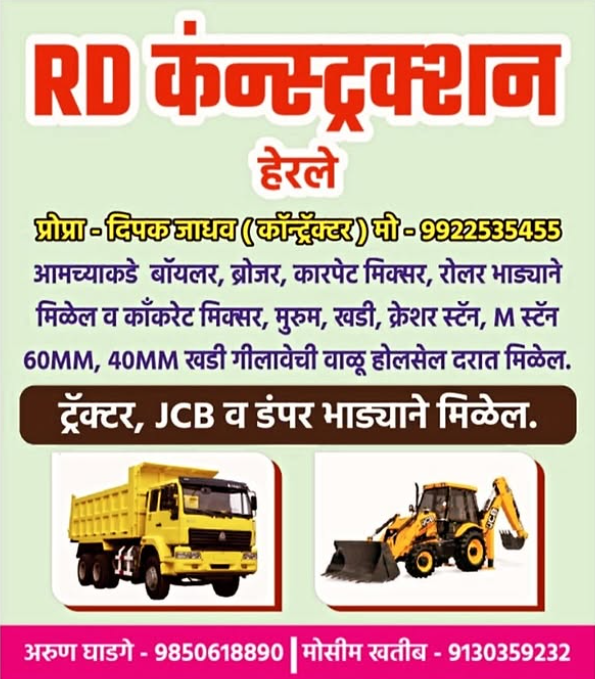 RD कंन्स्ट्रक्शन
हेरले
प्रोप्रा - दिपक जाधव ( कॉन्ट्रॅक्टर ) मो - 9922535455
आमच्याकडे बॉयलर, ब्रोजर, कारपेट मिक्सर, रोलर भाड्याने
मिळेल व काँकरेट मिक्सर, मुरुम, खडी, क्रेशर स्टॅन, M स्टॅन
60MM, 40MM खडी गीलावेची वाळू होलसेल दरात मिळेल.
ट्रॅक्टर, JCB व डंपर भाड्याने मिळेल.
JCB
अरुण घाडगे - 9850618890 | मोसीम खतीब - 9130359232